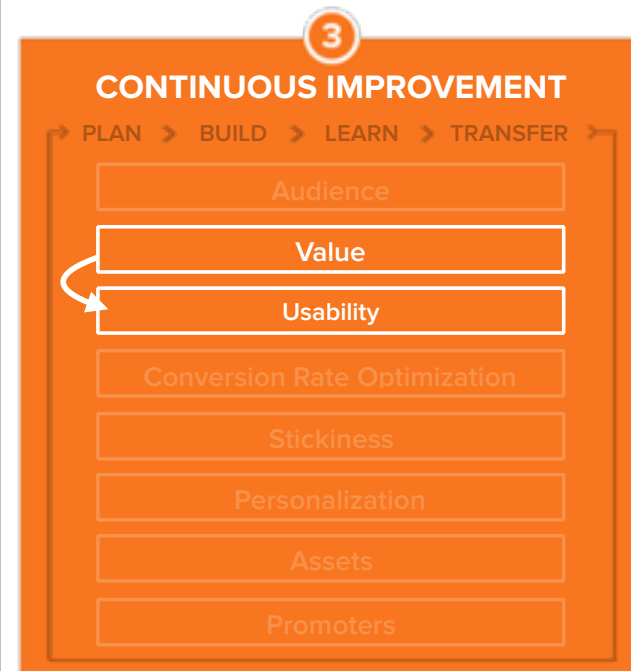 3
CONTINUOUS IMPROVEMENT
PLAN > BUILD > LEARN > TRANSFER >
Audience
Value
Usability
Conversion Rate Optimization
Stickiness
Personalization
Assets
Promoters